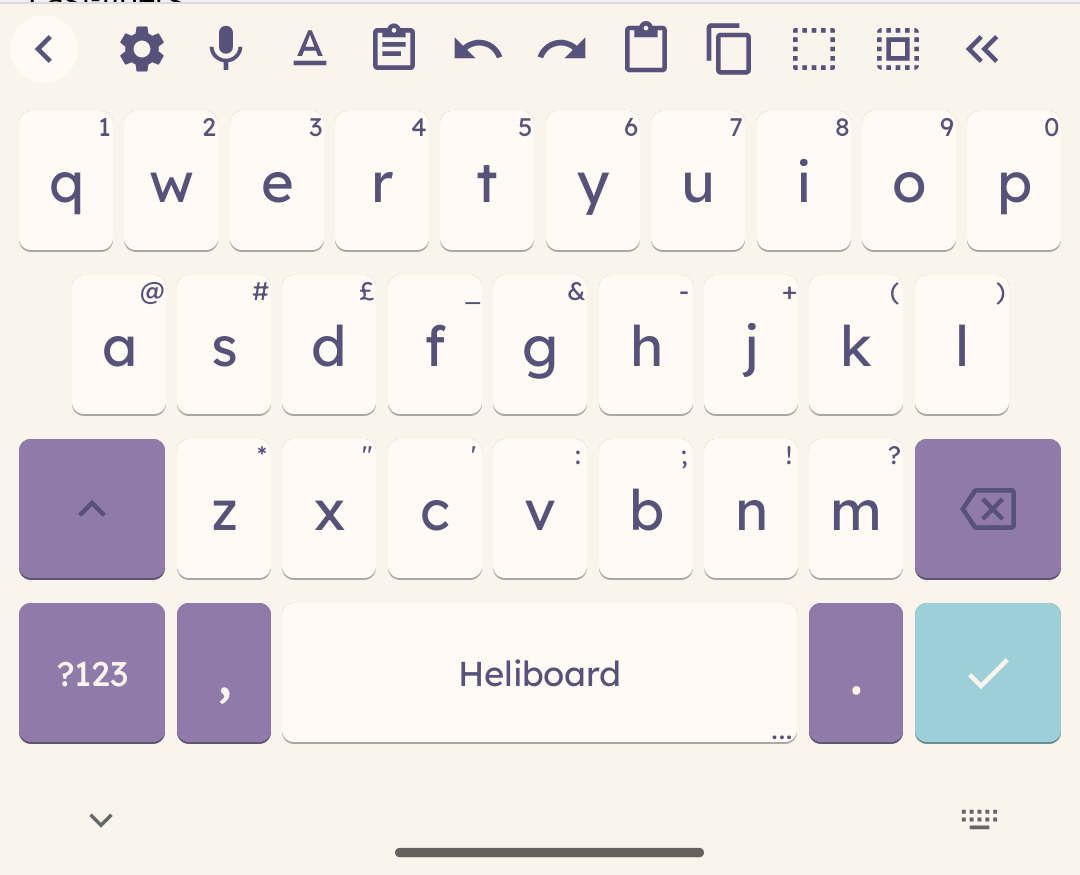 A
1 2 3 4 5 6 7 8 9 0
q w e r t y u i o p
@ # £ _ & - + ( )
a s d f g h j k l
* " ' : ; ! ?
z x c v b n m
?123 , Heliboard .
...